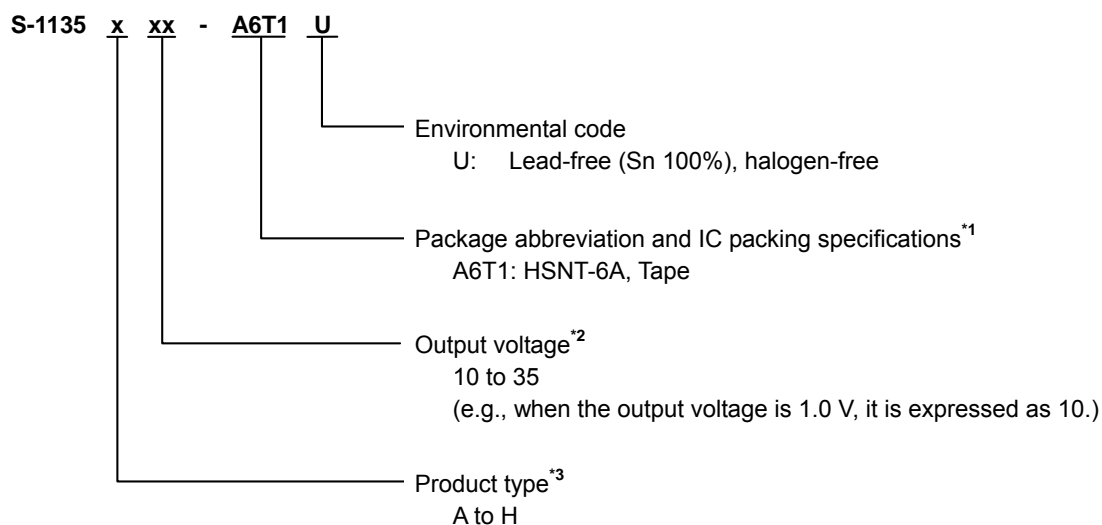 S-1135 x xx - A6T1 U
Environmental code
U: Lead-free (Sn 100%), halogen-free
Package abbreviation and IC packing specifications*1
A6T1: HSNT-6A, Tape
Output voltage*2
10 to 35
(e.g., when the output voltage is 1.0 V, it is expressed as 10.)
Product type*3
A to H